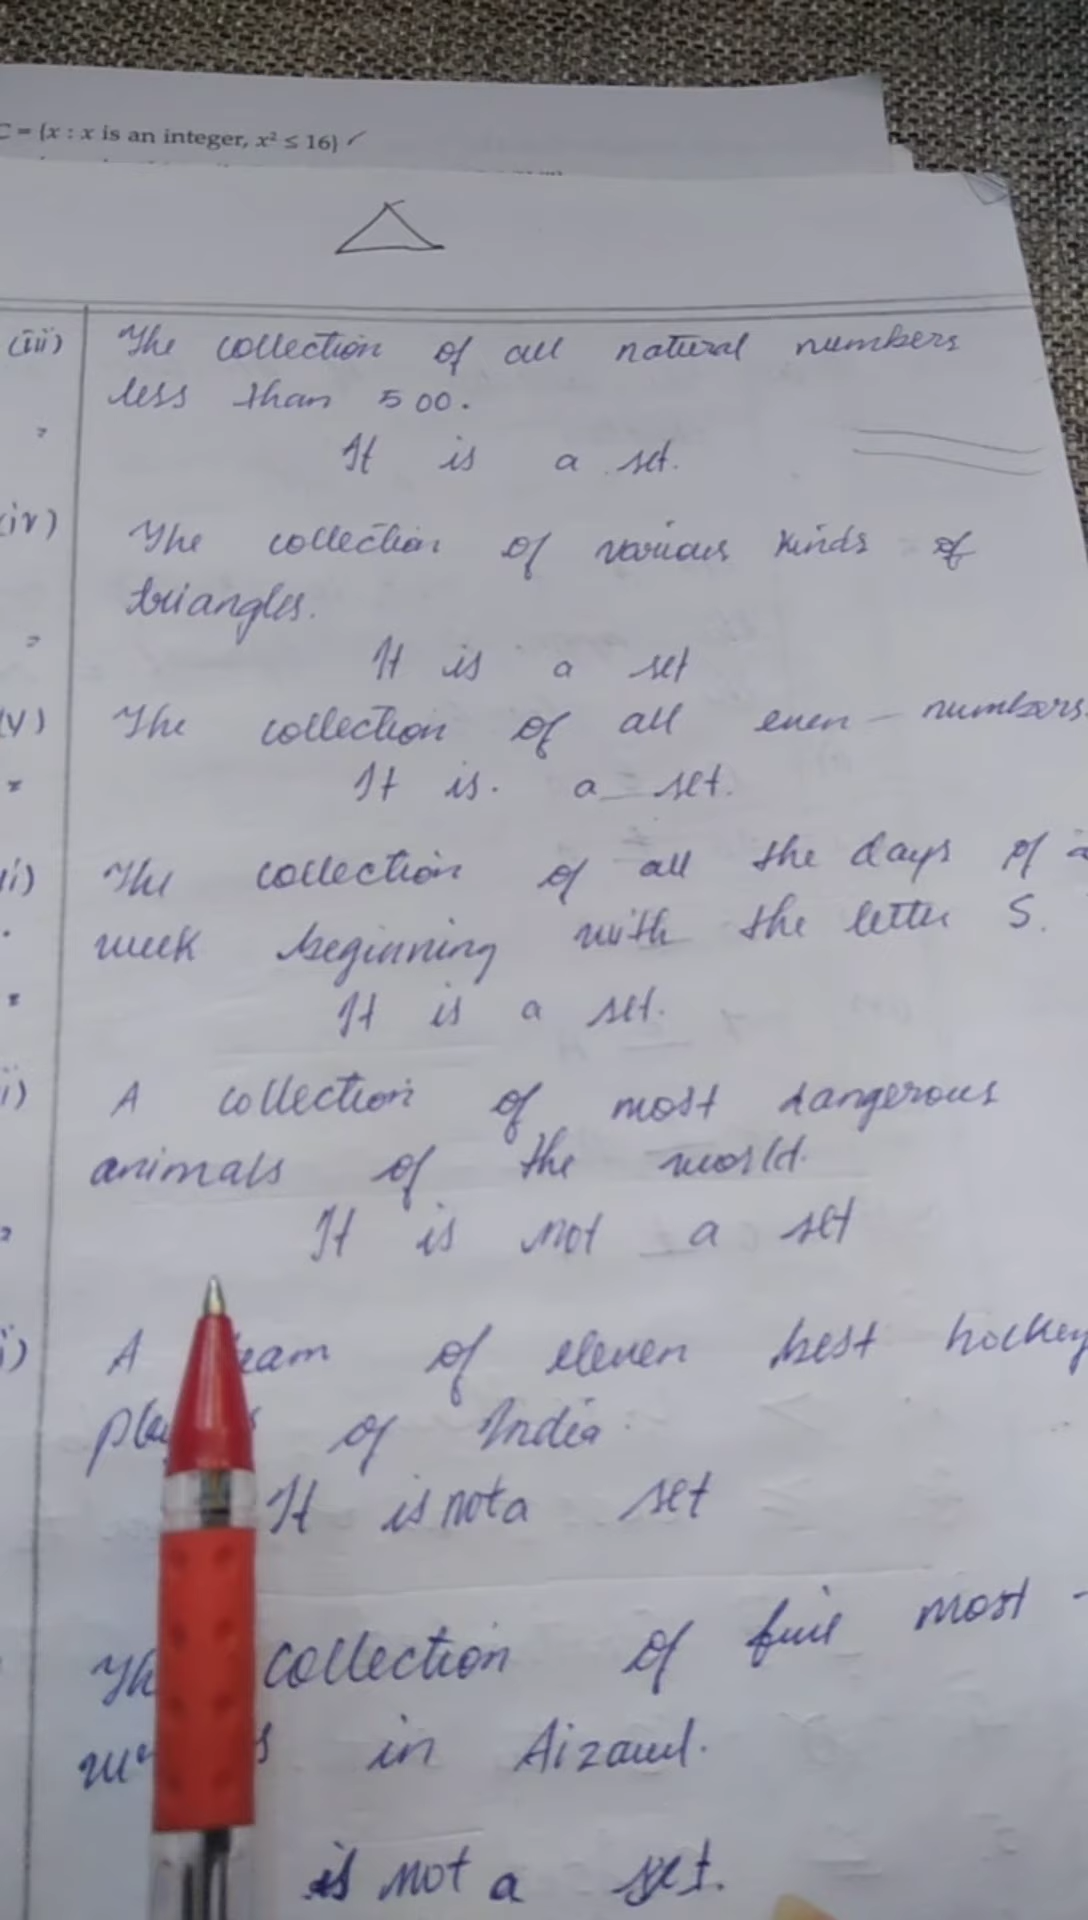 C = {x : x is an integer, x² ≤ 16}
(iii) The collection of all natural numbers
less than 500.
It is a set.
(iv) The collection of various kinds of
triangles.
It is a set
(v) The collection of all even numbers
It is. a set.
The collection of all the days of a
week beginning with the letter S.
It is a set.
A collection of most dangerous
animals of the world.
It is not a set
A team of eleven best hockey
of India
It is not a set
collection of five most
in Aizawl.
is not a set.